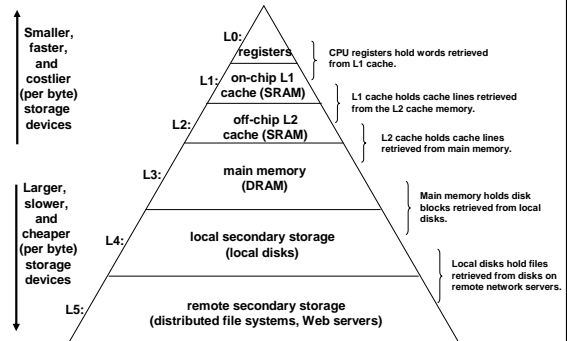 Smaller,
faster,
and
costlier
(per byte)
storage
devices
Larger,
slower,
and
cheaper
(per byte)
storage
devices
L0:
registers
CPU registers hold words retrieved
from L1 cache.
L1:
on-chip L1
cache (SRAM)
L1 cache holds cache lines retrieved
from the L2 cache memory.
L2:
off-chip L2
cache (SRAM)
L2 cache holds cache lines
retrieved from main memory.
L3:
main memory
(DRAM)
Main memory holds disk
blocks retrieved from local
disks.
L4:
local secondary storage
(local disks)
Local disks hold files
retrieved from disks on
remote network servers.
L5:
remote secondary storage
(distributed file systems, Web servers)